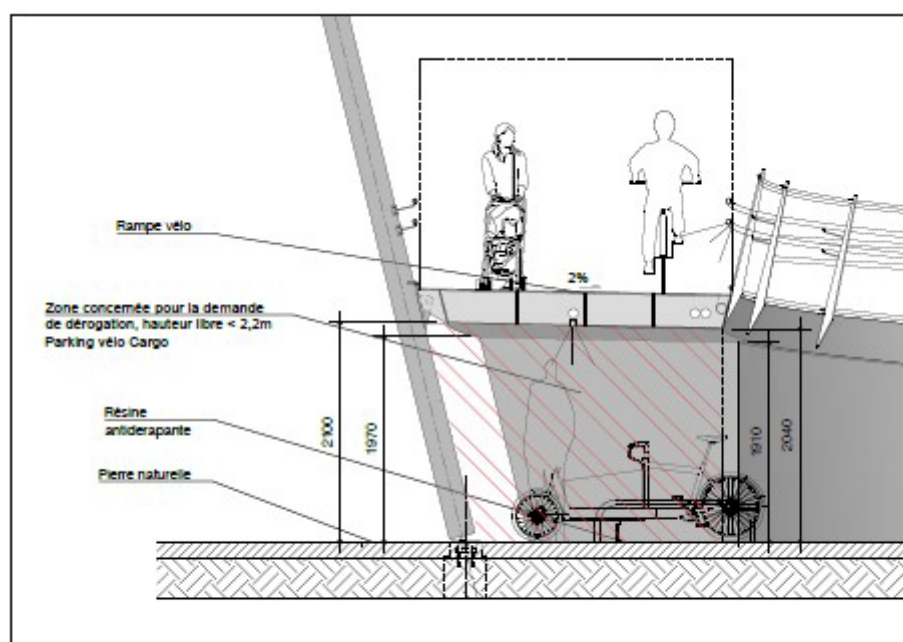 Rampe vélo
2%
Zone concernée pour la demande
de dérogation, hauteur libre < 2,2m
Parking vélo Cargo
Résine
antiderapante
Pierre naturelle
2100
1970
1910
2040